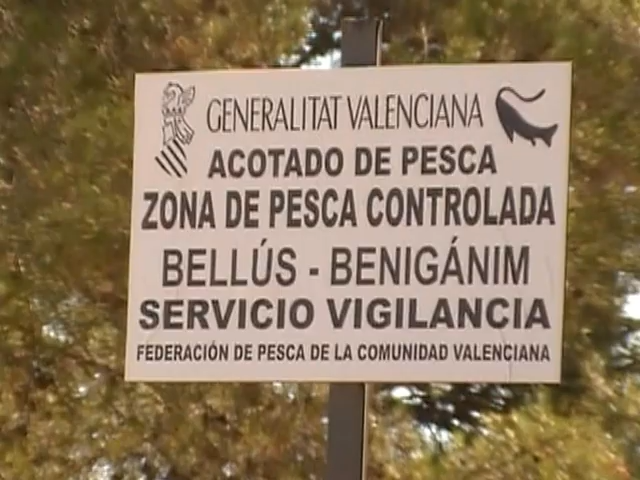 GENERALITAT VALENCIANA
ACOTADO DE PESCA
ZONA DE PESCA CONTROLADA
BELLÚS - BENIGÁNIM
SERVICIO VIGILANCIA
FEDERACIÓN DE PESCA DE LA COMUNIDAD VALENCIANA